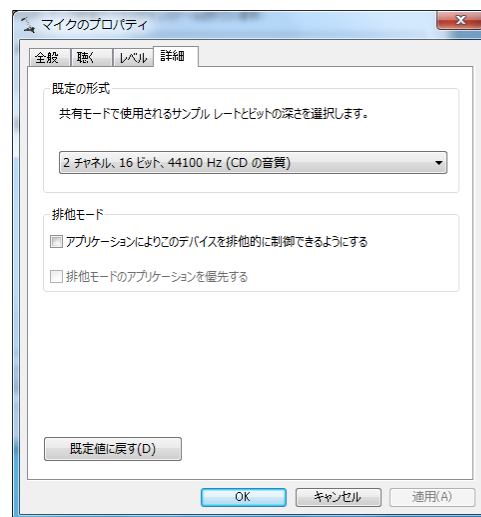 マイクのプロパティ
全般 聴く レベル 詳細
既定の形式
共有モードで使用されるサンプル レートとビットの深さを選択します。
2 チャネル、16 ビット、44100 Hz (CD の音質)
排他モード
アプリケーションによりこのデバイスを排他的に制御できるようにする
排他モードのアプリケーションを優先する
既定値に戻す(D)
OK キャンセル 適用(A)